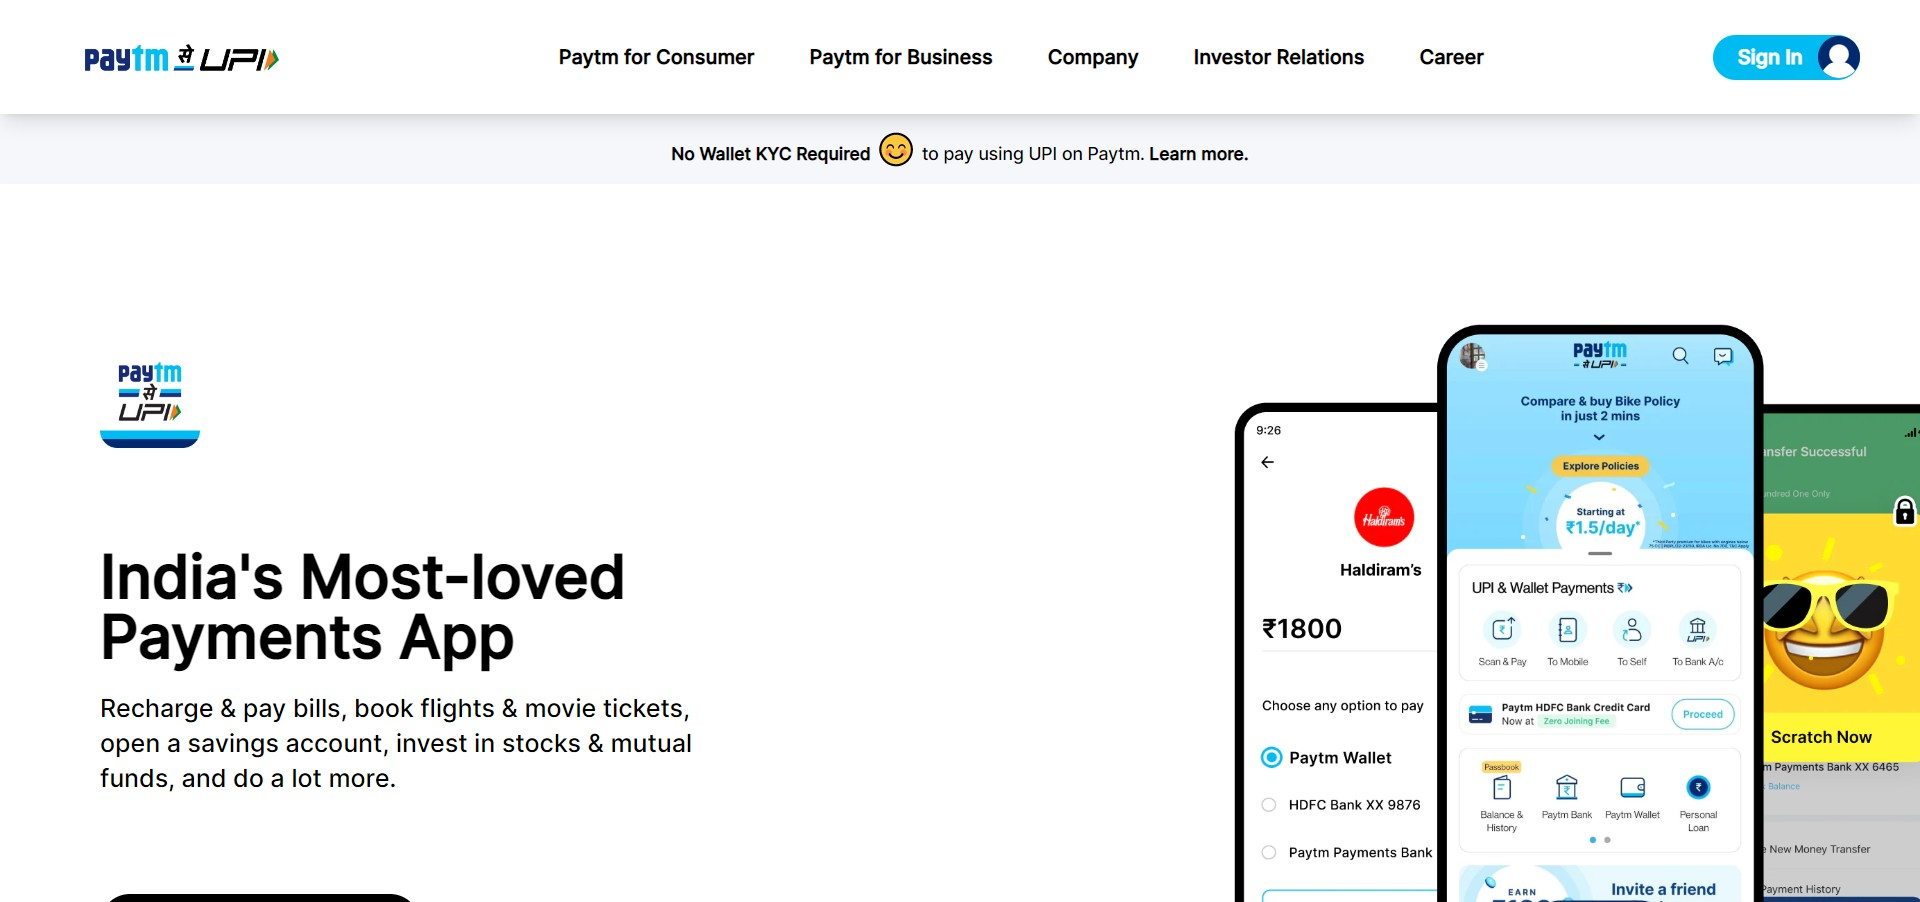 paytm से UPI
Paytm for Consumer
Paytm for Business
Company
Investor Relations
Career
Sign In
No Wallet KYC Required to pay using UPI on Paytm. Learn more.
paytm
से
UPI
India's Most-loved
Payments App
Recharge & pay bills, book flights & movie tickets,
open a savings account, invest in stocks & mutual
funds, and do a lot more.
9:26
Haldiram's
Haldiram's
₹1800
Choose any option to pay
Paytm Wallet
HDFC Bank XX 9876
Paytm Payments Bank
paytm
से UPI
Compare & buy Bike Policy
in just 2 mins
Explore Policies
Starting at
₹1.5/day*
UPI & Wallet Payments
Scan & Pay
To Mobile
To Self
UPI
To Bank A/c
Paytm HDFC Bank Credit Card
Now at Zero Joining Fee
Proceed
Passbook
Balance &
History
Paytm Bank
Paytm Wallet
Personal
Loan
EARN
Invite a friend
nsfer Successful
undred One Only
Scratch Now
m Payments Bank XX 6465
Balance
New Money Transfer
Payment History